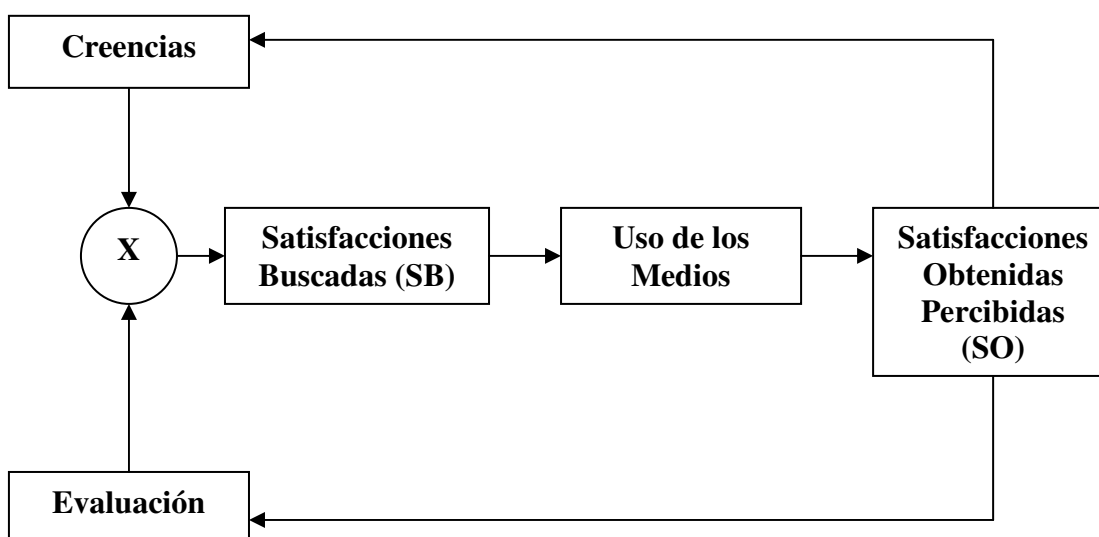 Creencias
X
Satisfacciones
Buscadas (SB)
Uso de los
Medios
Satisfacciones
Obtenidas
Percibidas
(SO)
Evaluación